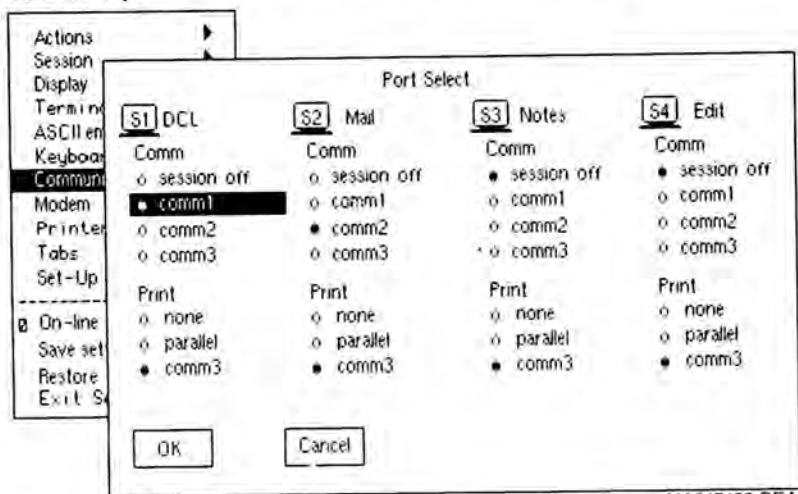 Actions
Session
Display
ASCII en
Modem
Printer
Tabs
Set-Up
On-line
Save set
Restore
Exit S
Port Select
S1 DCL
Comm
session off
comm1
comm2
comm3
Print
none
parallel
comm3
S2 Mail
Comm
session off
comm1
comm2
comm3
Print
none
parallel
comm3
S3 Notes
Comm
session off
comm1
comm2
comm3
Print
none
parallel
comm3
S4 Edit
Comm
session off
comm1
comm2
comm3
Print
none
parallel
comm3
OK
Cancel